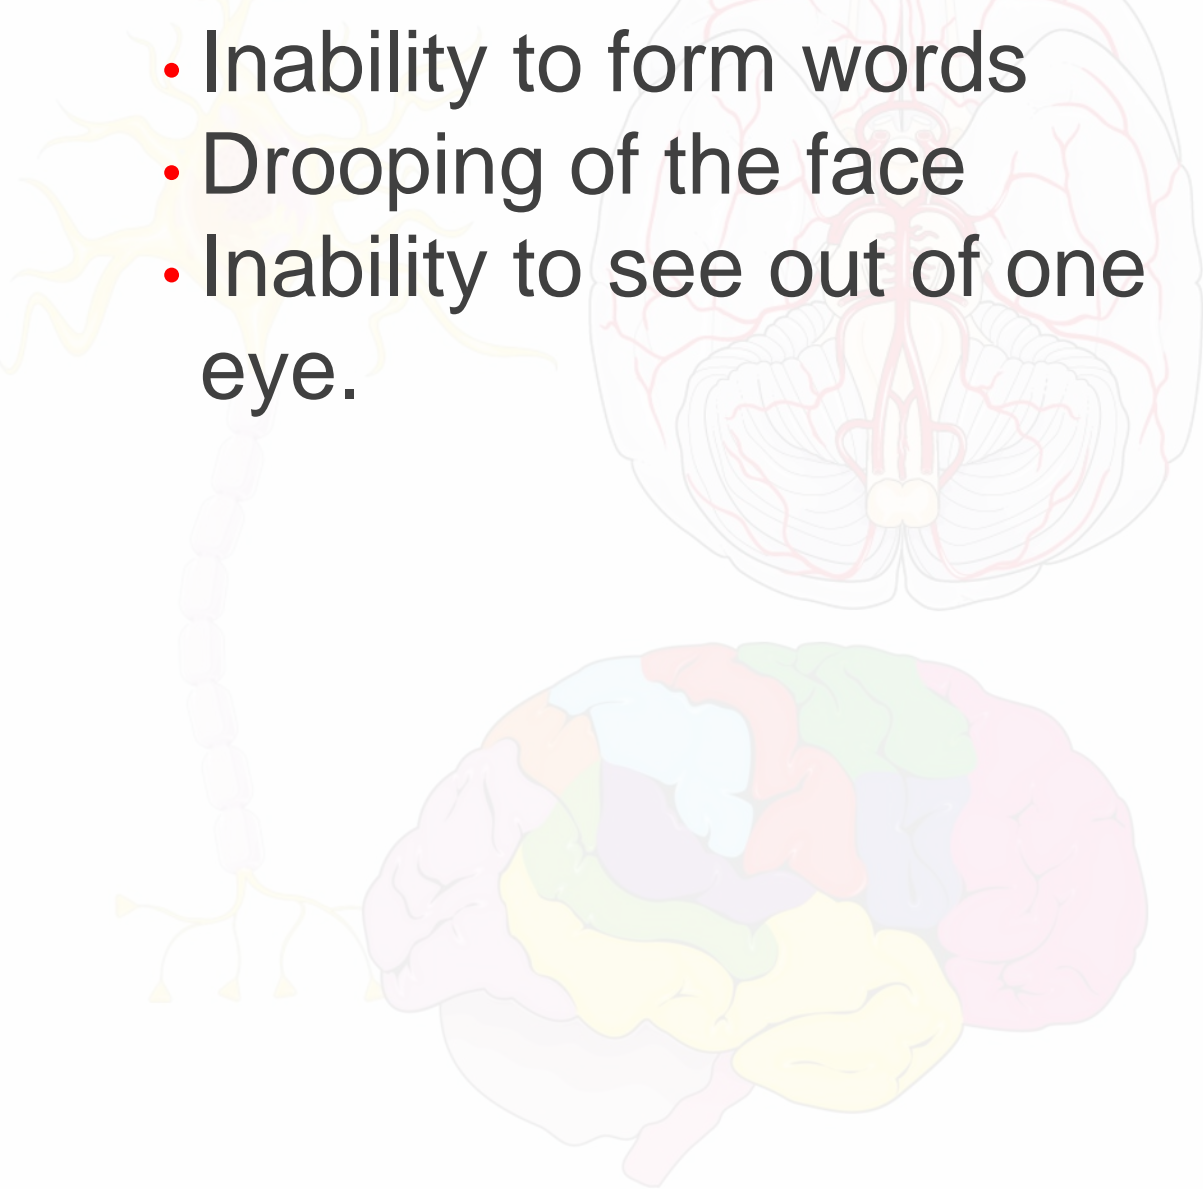 • Inability to form words
• Drooping of the face
• Inability to see out of one
eye.